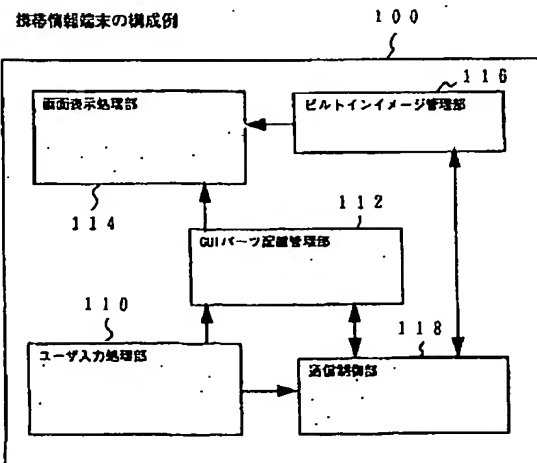 携帯情報端末の構成例
100
116
画面表示処理部
ビルトインイメージ管理部
114
112
GUIパーツ配置管理部
110
118
ユーザ入力処理部
通信制御部